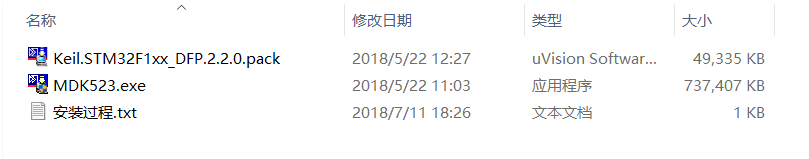 名称 修改日期 类型 大小
Keil.STM32F1xx_DFP.2.2.0.pack 2018/5/22 12:27 uVision Softwar... 49,335 KB
MDK523.exe 2018/5/22 11:03 应用程序 737,407 KB
安装过程.txt 2018/7/11 18:26 文本文档 1 KB